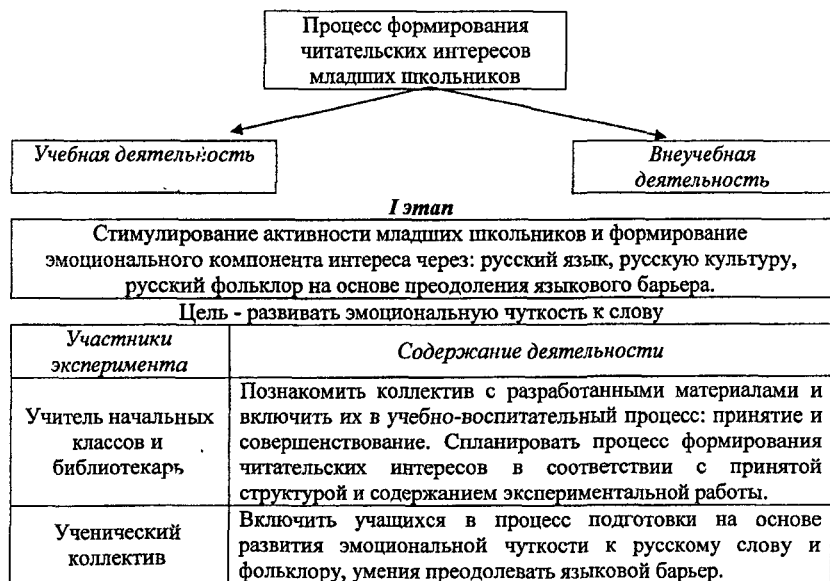 Процесс формирования
читательских интересов
младших школьников
Учебная деятельность
Внеучебная
деятельность
I этап
Стимулирование активности младших школьников и формирование
эмоционального компонента интереса через: русский язык, русскую культуру,
русский фольклор на основе преодоления языкового барьера.
Цель - развивать эмоциональную чуткость к слову
Участники
эксперимента
Содержание деятельности
Учитель начальных
классов и
библиотекарь
Познакомить коллектив с разработанными материалами и
включить их в учебно-воспитательный процесс: принятие и
совершенствование. Спланировать процесс формирования
читательских интересов в соответствии с принятой
структурой и содержанием экспериментальной работы.
Ученический
коллектив
Включить учащихся в процесс подготовки на основе
развития эмоциональной чуткости к русскому слову и
фольклору, умения преодолевать языковой барьер.